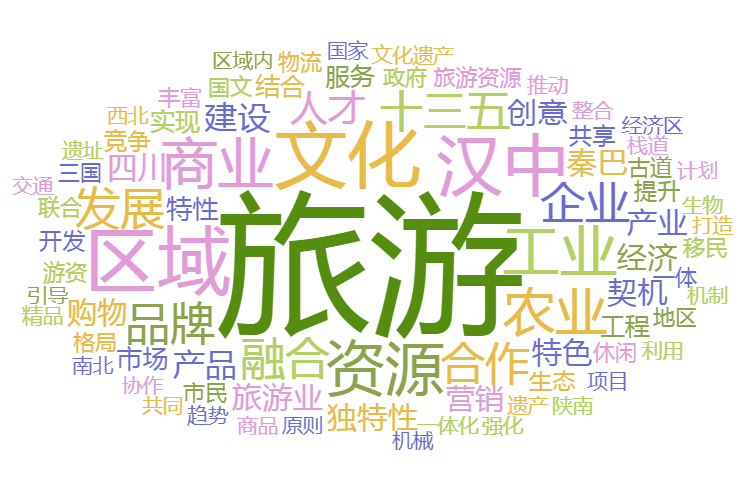 国家
区域内 物流 文化遗产
服务 政府 旅游资源
国文 结合 推动
丰富 人才 十三五 创意 整合
西北 实现 建设 共享 经济区
竞争 文化 栈道
遗址 四川 商业 汉中 秦巴 古道 计划
三国
交通 提升
联合 发展 特性 企业 产业 生物
打造
开发 区域 旅游 工业 经济 移民
游资 一体
引导 契机 机制
精品 购物 品牌 农业 工程 地区
格局 融合 资源 合作 特色 休闲 利用
南北 市场 产品
协作 市民 旅游业 营销 生态 项目
共同 趋势 独特性 遗产 陕南
商品 原则 一体化 强化
机械